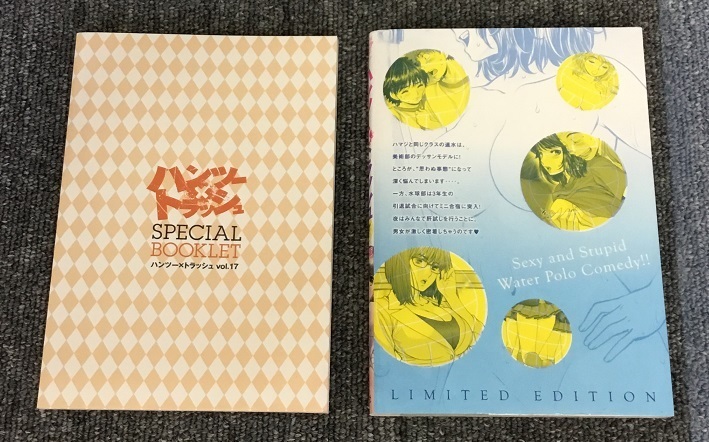 ハンツー
トラッシュ
SPECIAL
BOOKLET
ハンツー×トラッシュ vol.17
ハマジと同じクラスの通末は、
美術部のデッサンモデルに!
ところが、"思わぬ事態"になって
深く悩んでしまいます・・・・。
一方、水球部は3年生の
引退試合に向けてミニ合宿に突入!
夜はみんなで肝試しを行うことに。
男女が激しく密着しちゃうのです♥
Sexy and Stupid
Water Polo Comedy!!
LIMITED EDITION